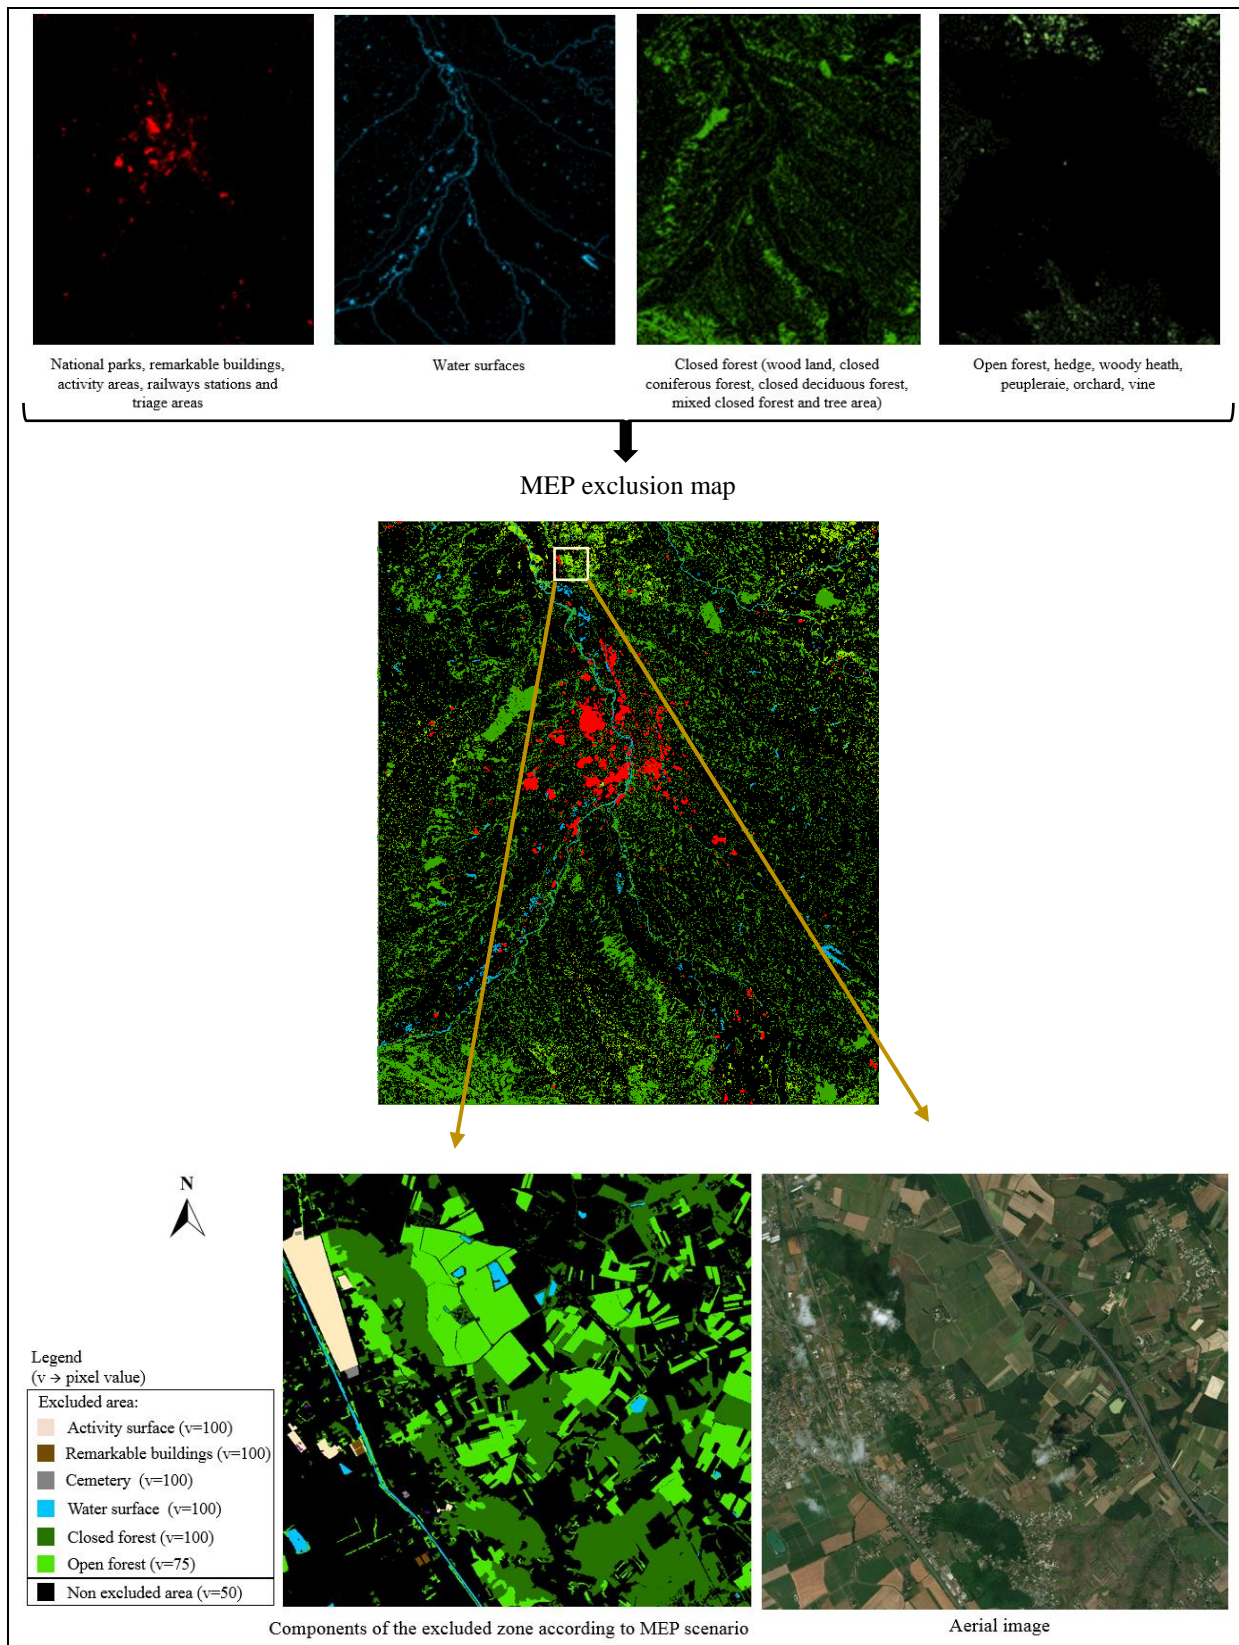 National parks, remarkable buildings,
activity areas, railways stations and
triage areas
Water surfaces
Closed forest (wood land, closed
coniferous forest, closed deciduous forest,
mixed closed forest and tree area)
Open forest, hedge, woody heath,
peupleraie, orchard, vine
MEP exclusion map
N
Legend
(v → pixel value)
Excluded area:
Activity surface (v=100)
Remarkable buildings (v=100)
Cemetery (v=100)
Water surface (v=100)
Closed forest (v=100)
Open forest (v=75)
Non excluded area (v=50)
Components of the excluded zone according to MEP scenario
Aerial image